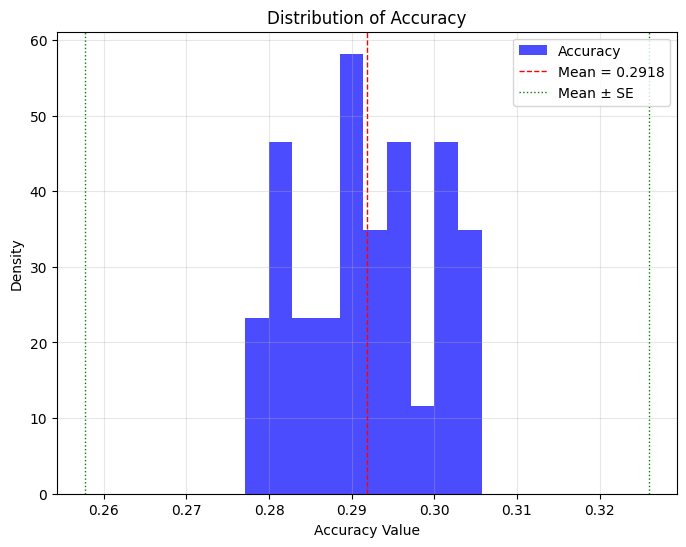 Distribution of Accuracy
Accuracy
Mean = 0.2918
Mean ± SE
60
50
40
30
20
10
0
Density
0.26 0.27 0.28 0.29 0.30 0.31 0.32
Accuracy Value